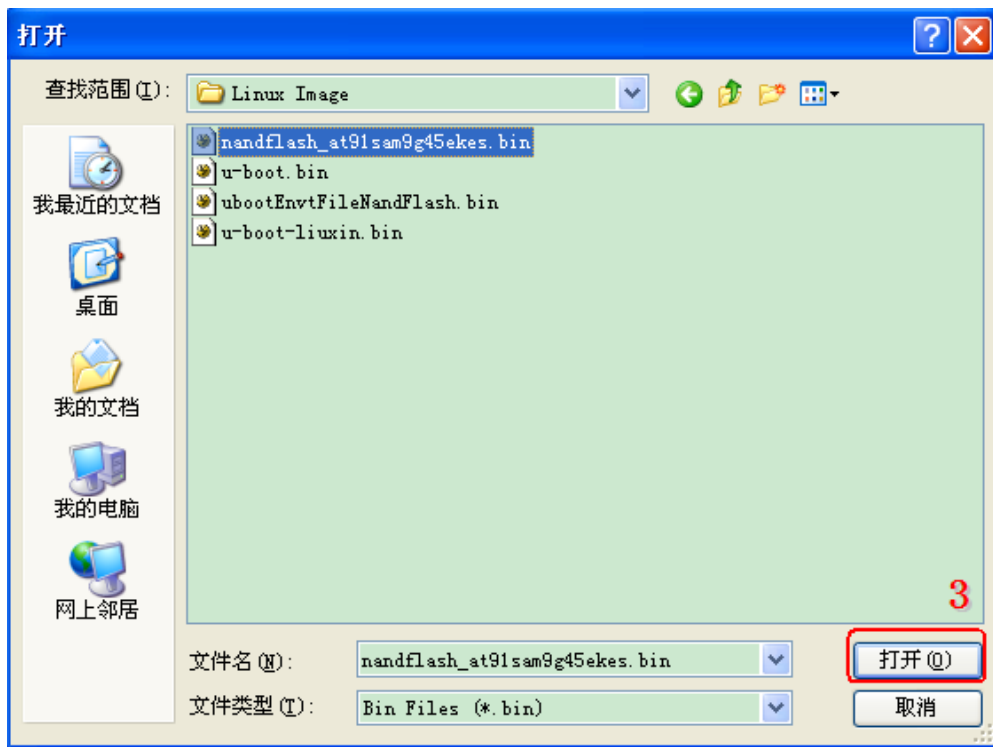 打开
查找范围(I):
Linux Image
nandflash_at91sam9g45ekes.bin
u-boot.bin
ubootEnvtFileNandFlash.bin
u-boot-liuxin.bin
我最近的文档
桌面
我的文档
我的电脑
网上邻居
3
文件名(N):
nandflash_at91sam9g45ekes.bin
打开(O)
文件类型(T):
Bin Files (*.bin)
取消